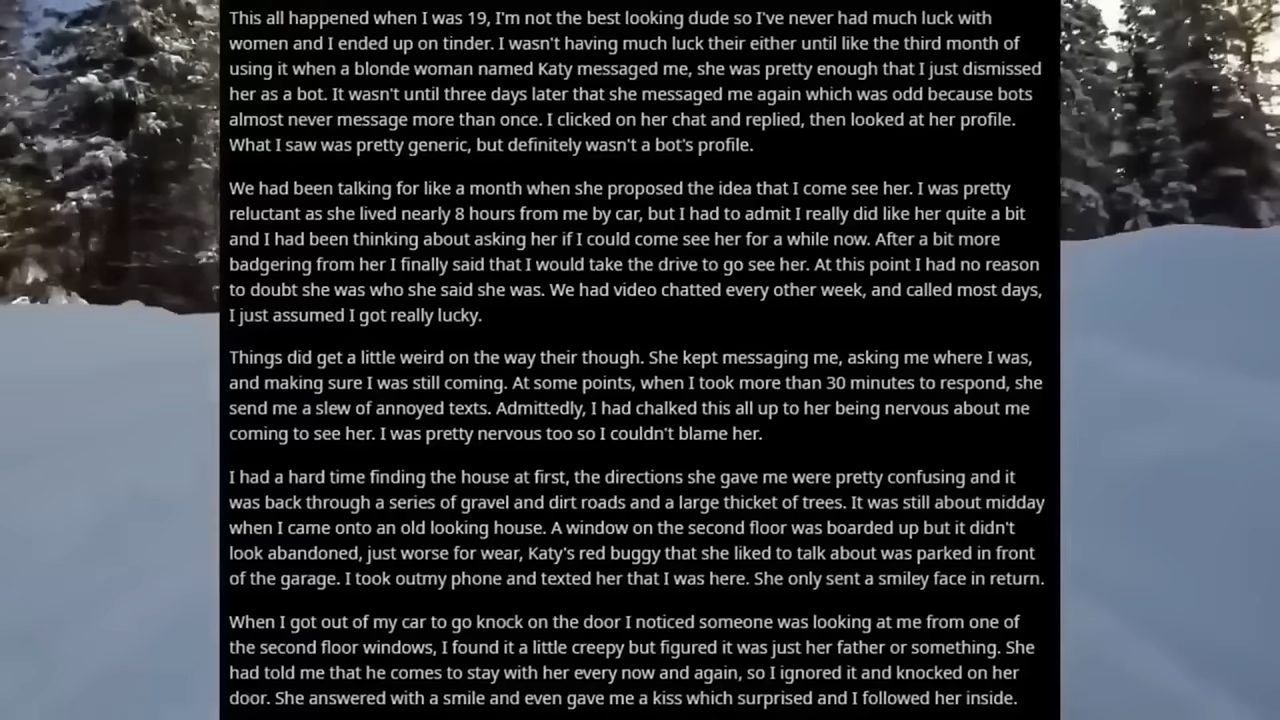 This all happened when I was 19, I'm not the best looking dude so I've never had much luck with
women and I ended up on tinder. I wasn't having much luck their either until like the third month of
using it when a blonde woman named Katy messaged me, she was pretty enough that I just dismissed
her as a bot. It wasn't until three days later that she messaged me again which was odd because bots
almost never message more than once. I clicked on her chat and replied, then looked at her profile.
What I saw was pretty generic, but definitely wasn't a bot's profile.
We had been talking for like a month when she proposed the idea that I come see her. I was pretty
reluctant as she lived nearly 8 hours from me by car, but I had to admit I really did like her quite a bit
and I had been thinking about asking her if I could come see her for a while now. After a bit more
badgering from her I finally said that I would take the drive to go see her. At this point I had no reason
to doubt she was who she said she was. We had video chatted every other week, and called most days,
I just assumed I got really lucky.
Things did get a little weird on the way their though. She kept messaging me, asking me where I was,
and making sure I was still coming. At some points, when I took more than 30 minutes to respond, she
send me a slew of annoyed texts. Admittedly, I had chalked this all up to her being nervous about me
coming to see her. I was pretty nervous too so I couldn't blame her.
I had a hard time finding the house at first, the directions she gave me were pretty confusing and it
was back through a series of gravel and dirt roads and a large thicket of trees. It was still about midday
when I came onto an old looking house. A window on the second floor was boarded up but it didn't
look abandoned, just worse for wear, Katy's red buggy that she liked to talk about was parked in front
of the garage. I took outmy phone and texted her that I was here. She only sent a smiley face in return.
When I got out of my car to go knock on the door I noticed someone was looking at me from one of
the second floor windows, I found it a little creepy but figured it was just her father or something. She
had told me that he comes to stay with her every now and again, so I ignored it and knocked on her
door. She answered with a smile and even gave me a kiss which surprised and I followed her inside.